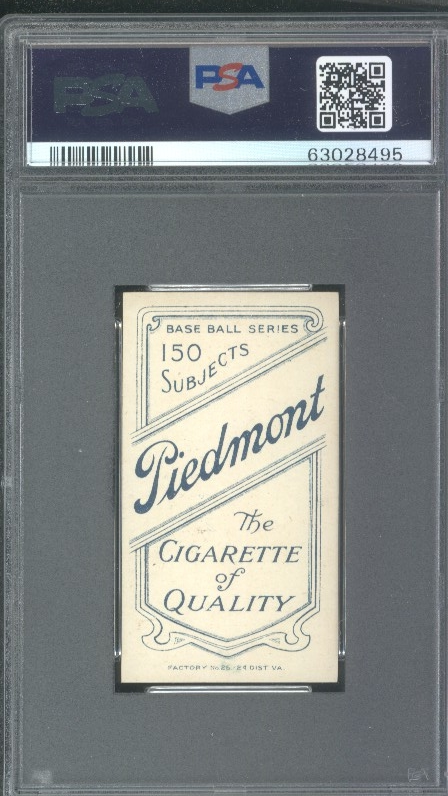 PSA
PSA
63028495
BASE BALL SERIES
150
SUBJECTS
Piedmont
The
CIGARETTE
of
QUALITY
FACTORY No 25 - 2d DIST VA.
PSA